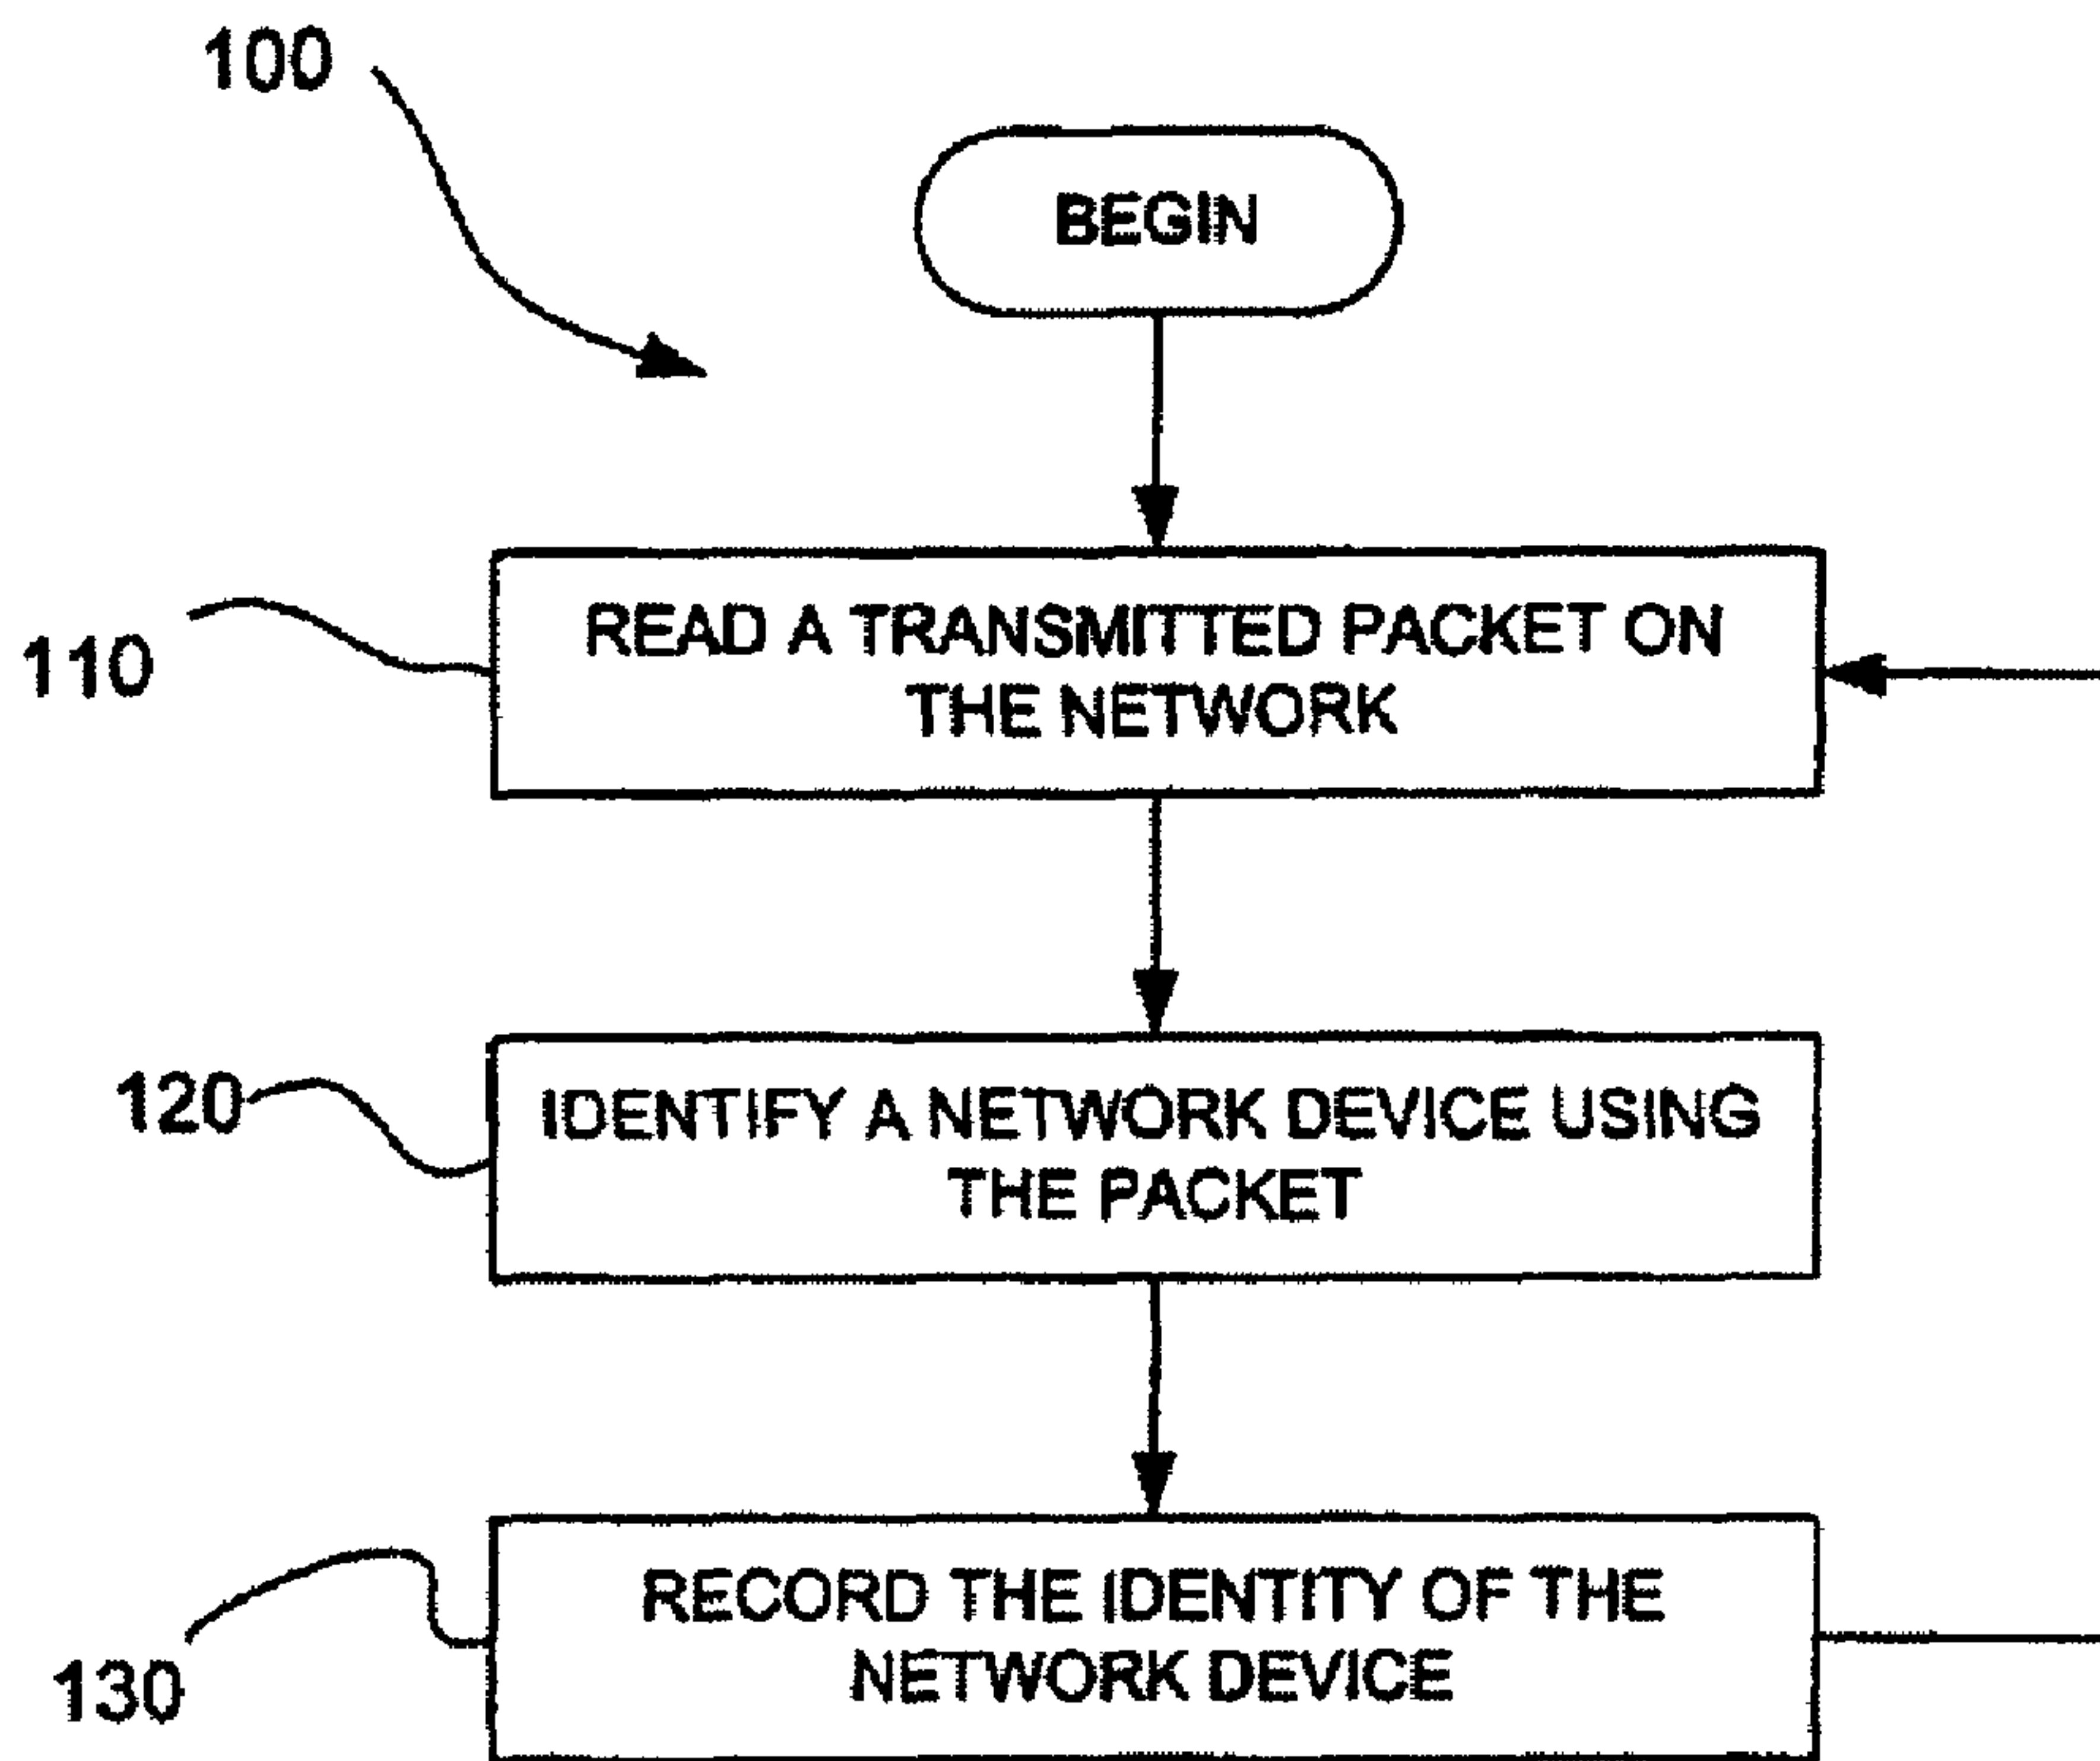 100
BEGIN
110
READ A TRANSMITTED PACKET ON
THE NETWORK
120
IDENTIFY A NETWORK DEVICE USING
THE PACKET
130
RECORD THE IDENTITY OF THE
NETWORK DEVICE